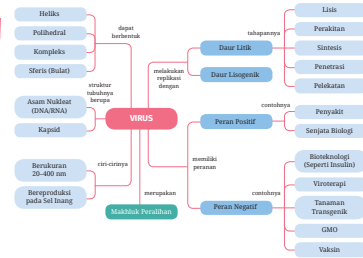 Heliks
Polihedral
Kompleks
Sferis (Bulat)
dapat
berbentuk
Asam Nukleat
(DNA/RNA)
Kapsid
struktur
tubuhnya
berupa
Berukuran
20–400 nm
Bereproduksi
pada Sel Inang
ciri-cirinya
VIRUS
merupakan
Makhluk Peralihan
melakukan
replikasi
dengan
Daur Litik
Daur Lisogenik
tahapannya
Lisis
Perakitan
Sintesis
Penetrasi
Pelekatan
memiliki
peranan
Peran Positif
contohnya
Penyakit
Senjata Biologi
Peran Negatif
contohnya
Bioteknologi
(Seperti Insulin)
Viroterapi
Tanaman
Transgenik
GMO
Vaksin